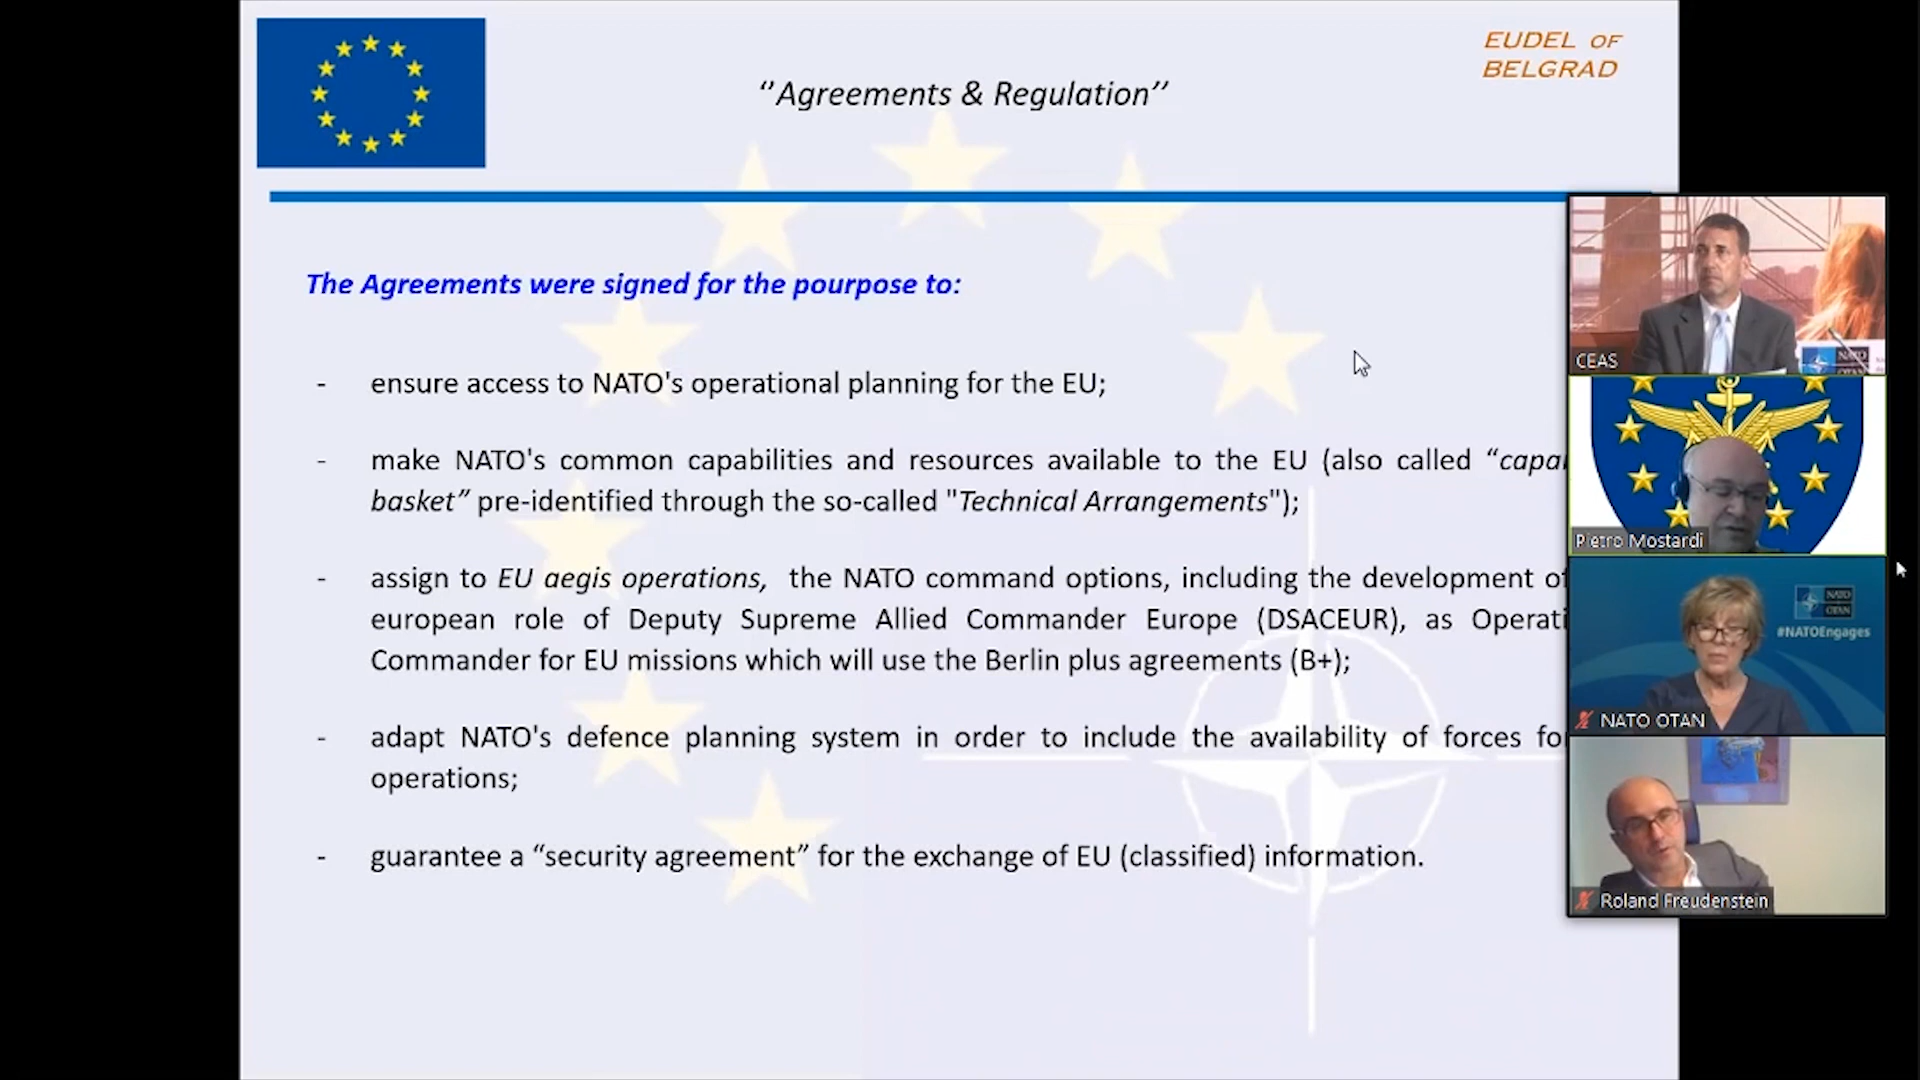 EUDEL OF
BELGRAD
‘’Agreements & Regulation’’
The Agreements were signed for the pourpose to:
- ensure access to NATO's operational planning for the EU;
- make NATO's common capabilities and resources available to the EU (also called
basket” pre-identified through the so-called "Technical Arrangements");
- assign to EU aegis operations, the NATO command options, including the development
european role of Deputy Supreme Allied Commander Europe (DSACEUR), as
Commander for EU missions which will use the Berlin plus agreements (B+);
- adapt NATO's defence planning system in order to include the availability of forces
operations;
- guarantee a “security agreement” for the exchange of EU (classified) information.
NATO
CEAS
Pietro Mostardi
NATO
OTAN
#NATOEngages
NATO OTAN
Roland Freudenstein